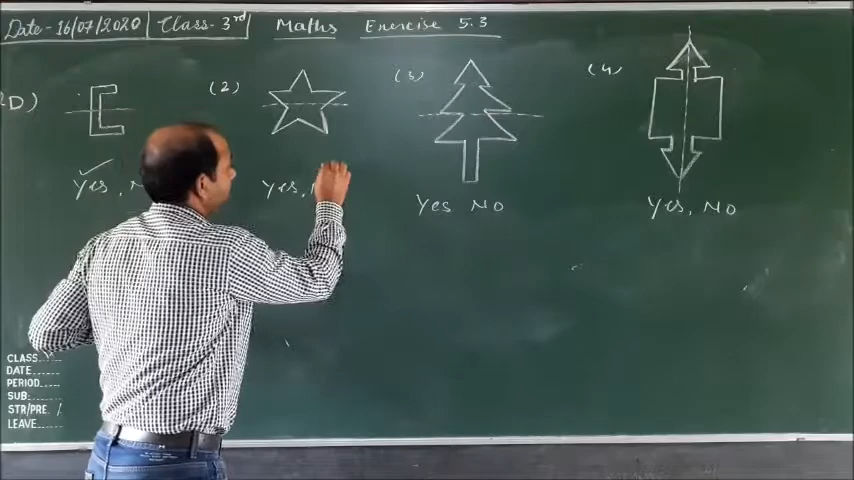 Date - 16/07/2020 Class - 3rd Maths Exercise 5.3
D) (2) (3) (4)
Yes, Yes, Yes No Yes, No
CLASS
DATE
PERIOD
SUB
STR/PRE /
LEAVE